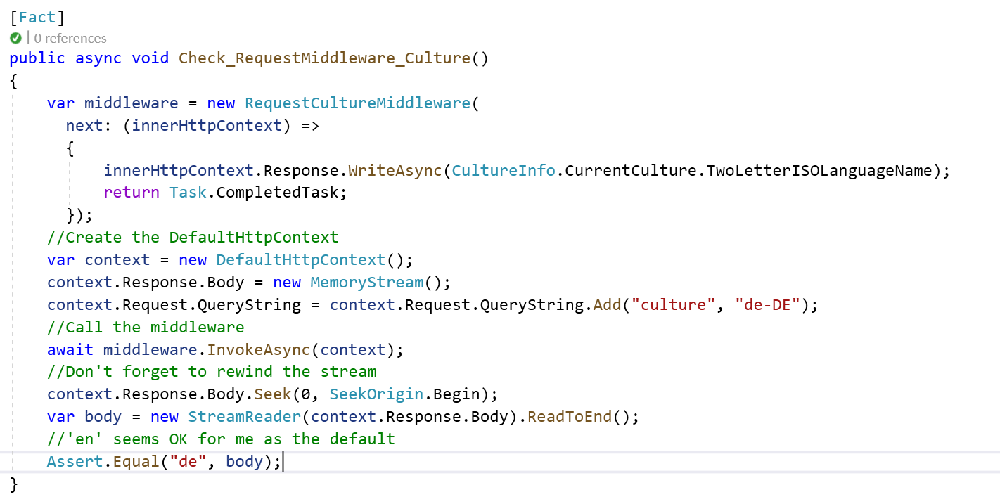 [Fact]
| 0 references
public async void Check_RequestMiddleware_Culture()
{
    var middleware = new RequestCultureMiddleware(
      next: (innerHttpContext) =>
      {
          innerHttpContext.Response.WriteAsync(CultureInfo.CurrentCulture.TwoLetterISOLanguageName);
          return Task.CompletedTask;
      });
    //Create the DefaultHttpContext
    var context = new DefaultHttpContext();
    context.Response.Body = new MemoryStream();
    context.Request.QueryString = context.Request.QueryString.Add("culture", "de-DE");
    //Call the middleware
    await middleware.InvokeAsync(context);
    //Don't forget to rewind the stream
    context.Response.Body.Seek(0, SeekOrigin.Begin);
    var body = new StreamReader(context.Response.Body).ReadToEnd();
    //'en' seems OK for me as the default
    Assert.Equal("de", body);
}